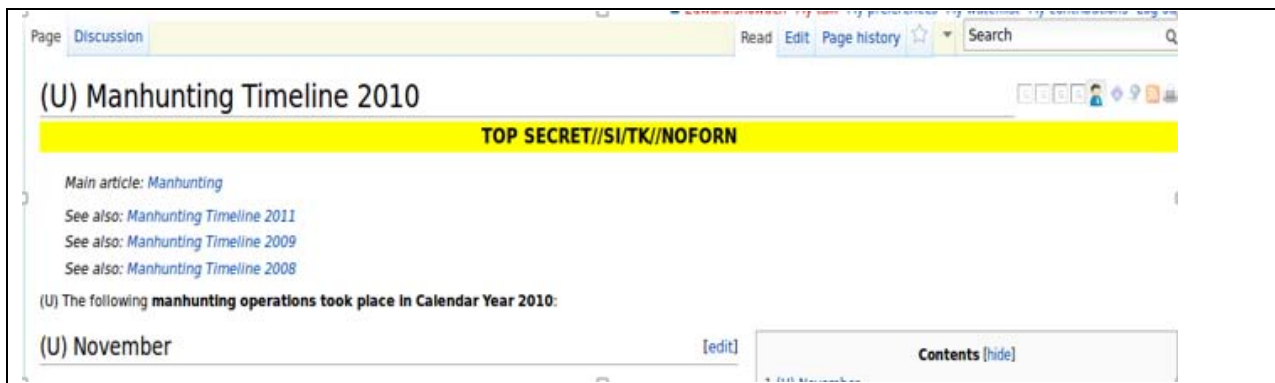 Page Discussion Read Edit Page history Search
(U) Manhunting Timeline 2010
TOP SECRET//SI/TK//NOFORN
Main article: Manhunting
See also: Manhunting Timeline 2011
See also: Manhunting Timeline 2009
See also: Manhunting Timeline 2008
(U) The following manhunting operations took place in Calendar Year 2010:
(U) November [edit]
Contents [hide]